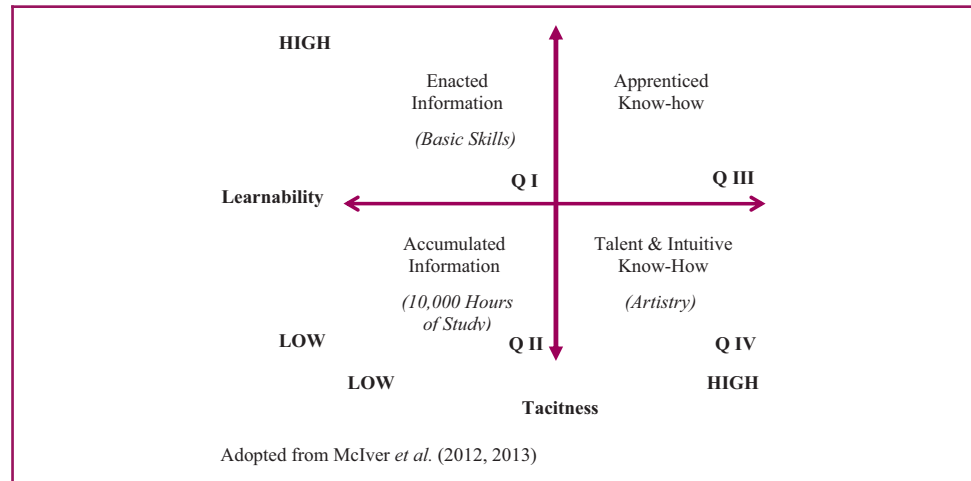 HIGH
Enacted
Information
(Basic Skills)
Apprenticed
Know-how
Q I
Q III
Learnability
Accumulated
Information
(10,000 Hours
of Study)
Talent & Intuitive
Know-How
(Artistry)
LOW
Q II
Q IV
LOW
HIGH
Tacitness
Adopted from McIver et al. (2012, 2013)